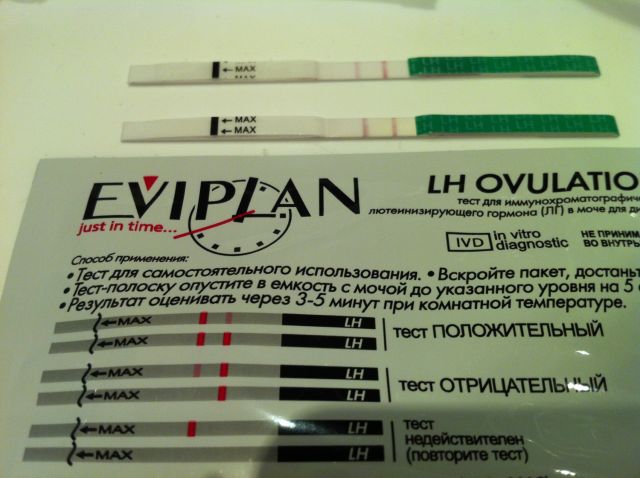 ← MAX
← MAX
← MAX
← MAX
EVIPLAN
just in time...
LH OVULATIO
тест для иммунохроматографиче
лютеинизирующего гормона (ЛГ) в моче для ди
IVD
in vitro
diagnostic
НЕ ПРИНИМ
ВО ВНУТРЬ
Способ применения:
• Тест для самостоятельного использования. • Вскройте пакет, достаньт
• Тест-полоску опустите в емкость с мочой до указанного уровня на 5 с
• Результат оценивать через 3-5 минут при комнатной температуре.
←MAX LH
←MAX LH
тест ПОЛОЖИТЕЛЬНЫЙ
←MAX LH
←MAX LH
тест ОТРИЦАТЕЛЬНЫЙ
←MAX LH
←MAX LH
тест
недействителен
(повторите тест)